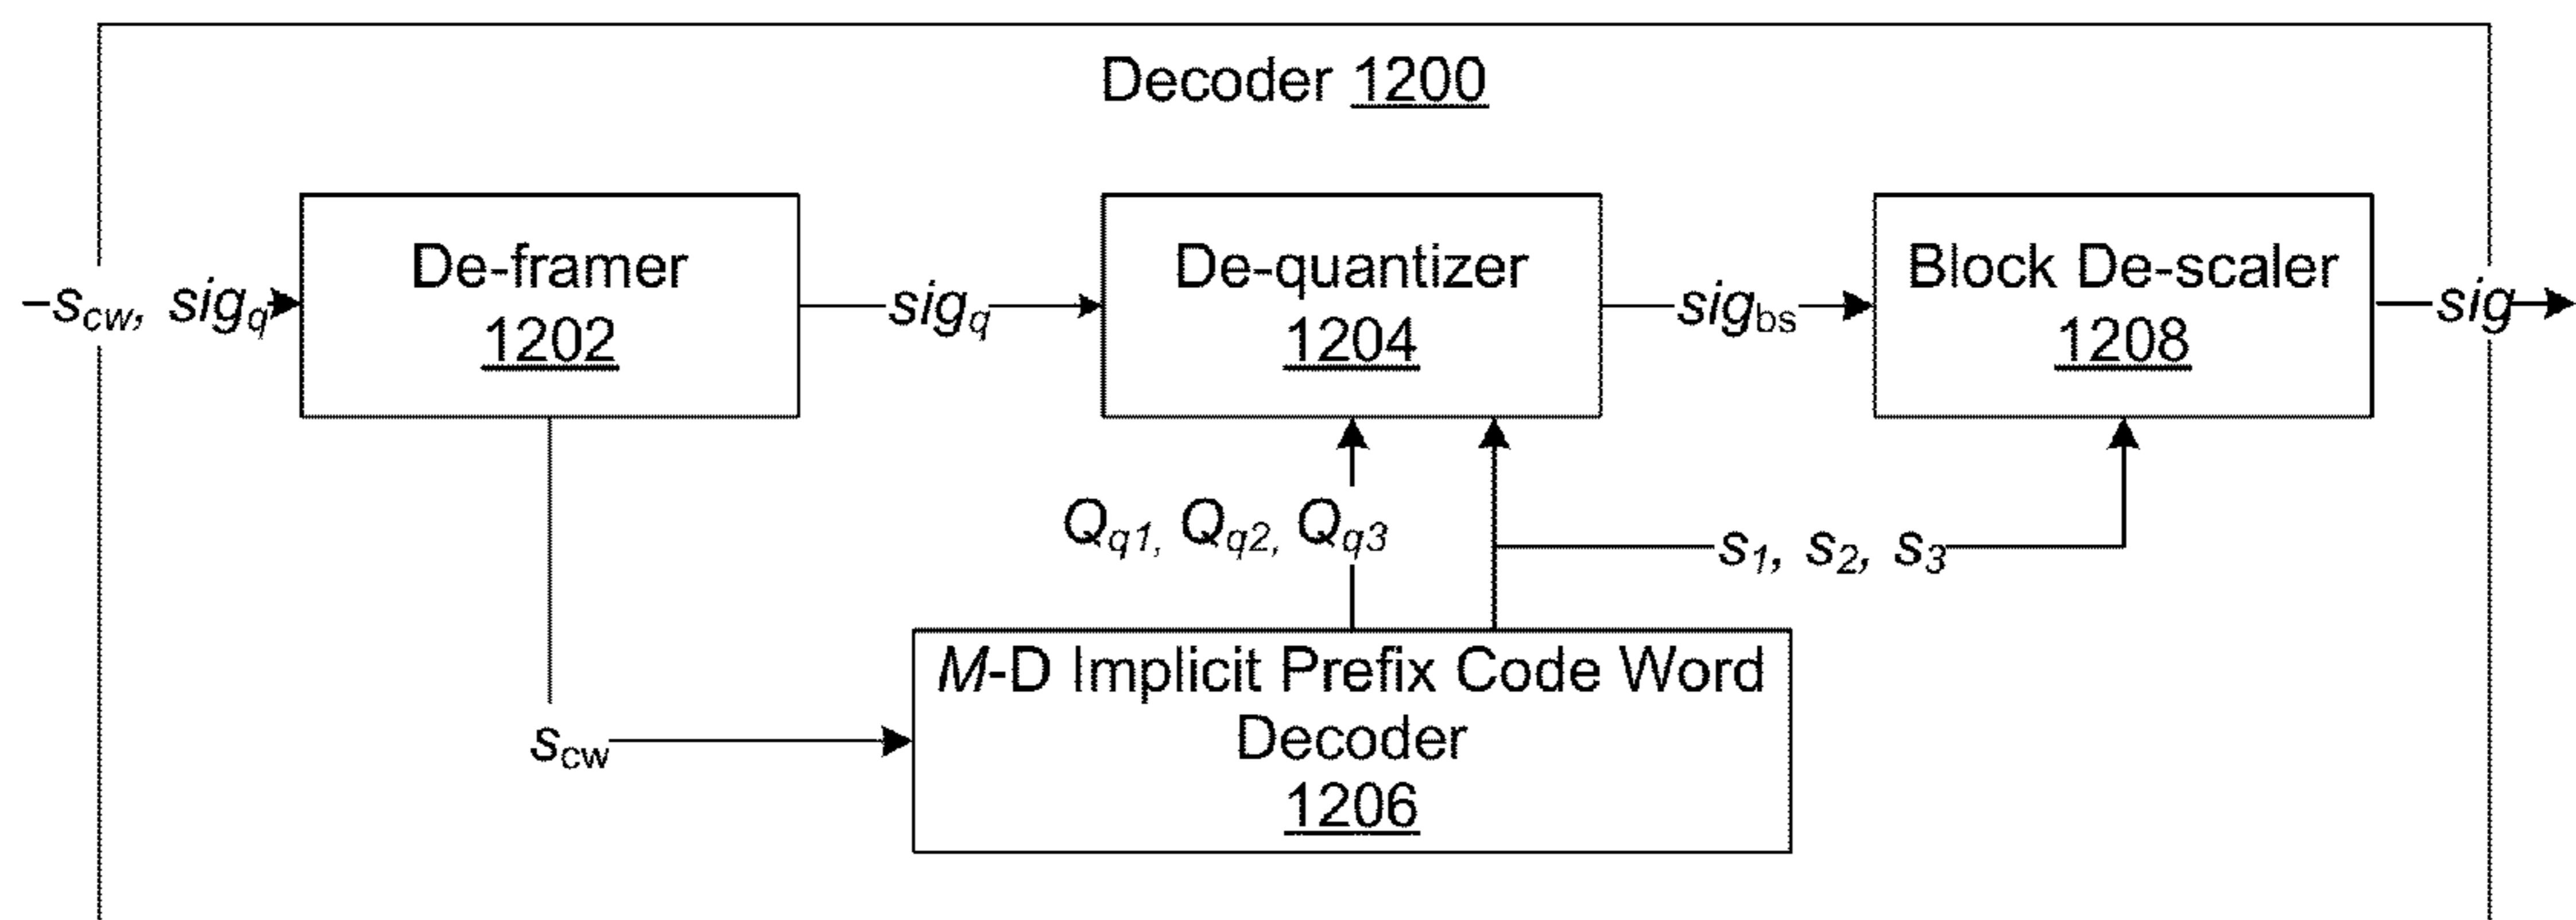 Decoder 1200
s_cw, sig_q
De-framer
1202
sig_q
De-quantizer
1204
sig_bs
Block De-scaler
1208
sig
Q_q1, Q_q2, Q_q3
s_1, s_2, s_3
s_cw
M-D Implicit Prefix Code Word
Decoder
1206